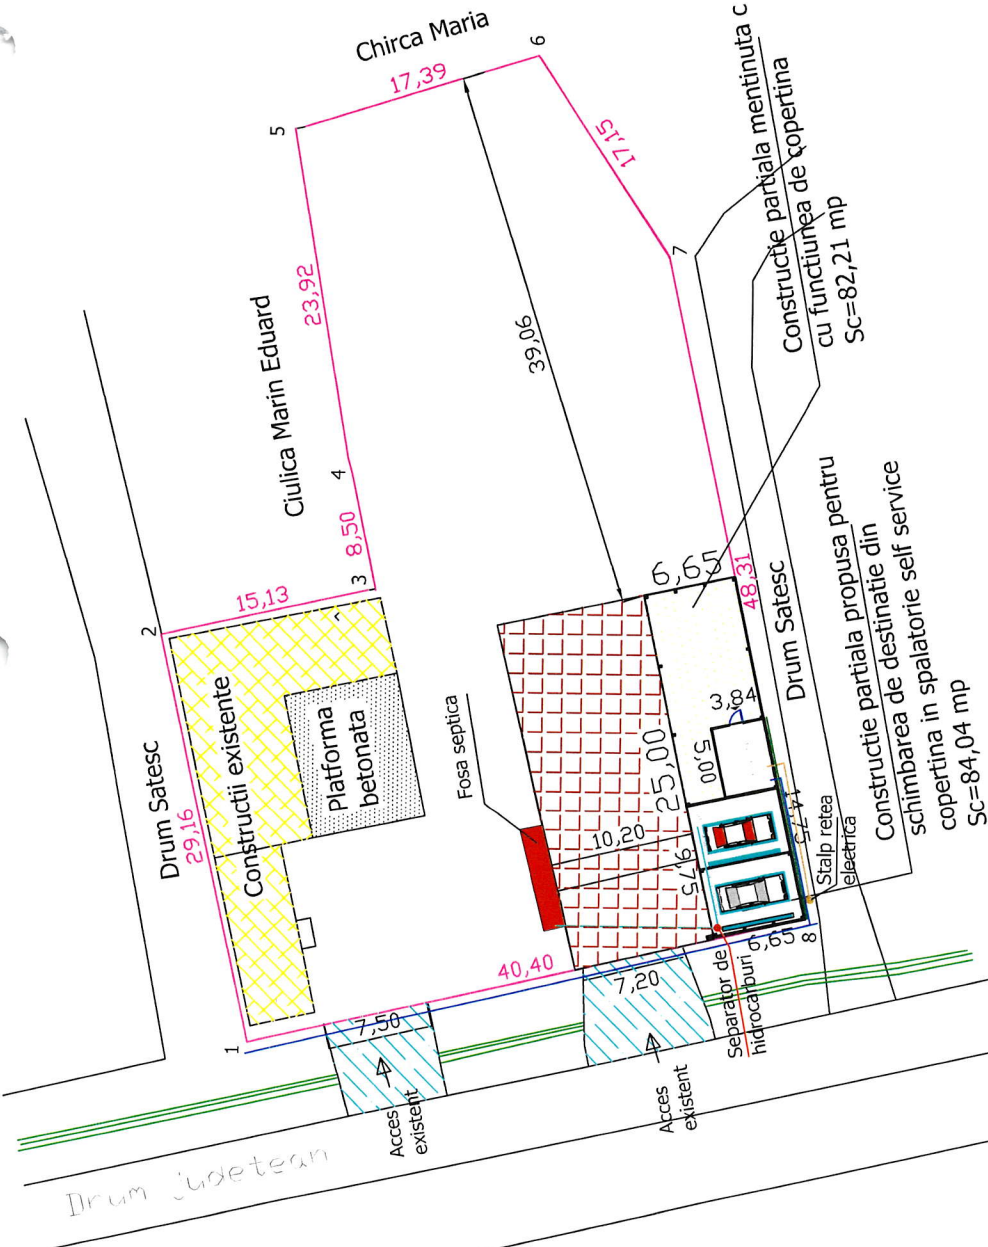 Chirca Maria
17,39
6
5
17,15
7
23,92
Ciulica Marin Eduard
39,06
4
8,50
3
15,13
2
Constructie partiala mentinuta c
cu functiunea de copertina
Sc=82,21 mp
6,65
48,31
Drum Satesc
Constructie partiala propusa pentru
schimbarea de destinatie din
copertina in spalatorie self service
Sc=84,04 mp
Drum Satesc
29,16
Constructii existente
Platforma
betonata
Fosa septica
25,00
3,84
5,00
10,20
9,75
14,75
Stalp retea
electrica
6,65
8
40,40
7,20
7,50
1
Separator de
hidrocarburi
Acces
existent
Acces
existent
Drum judetean